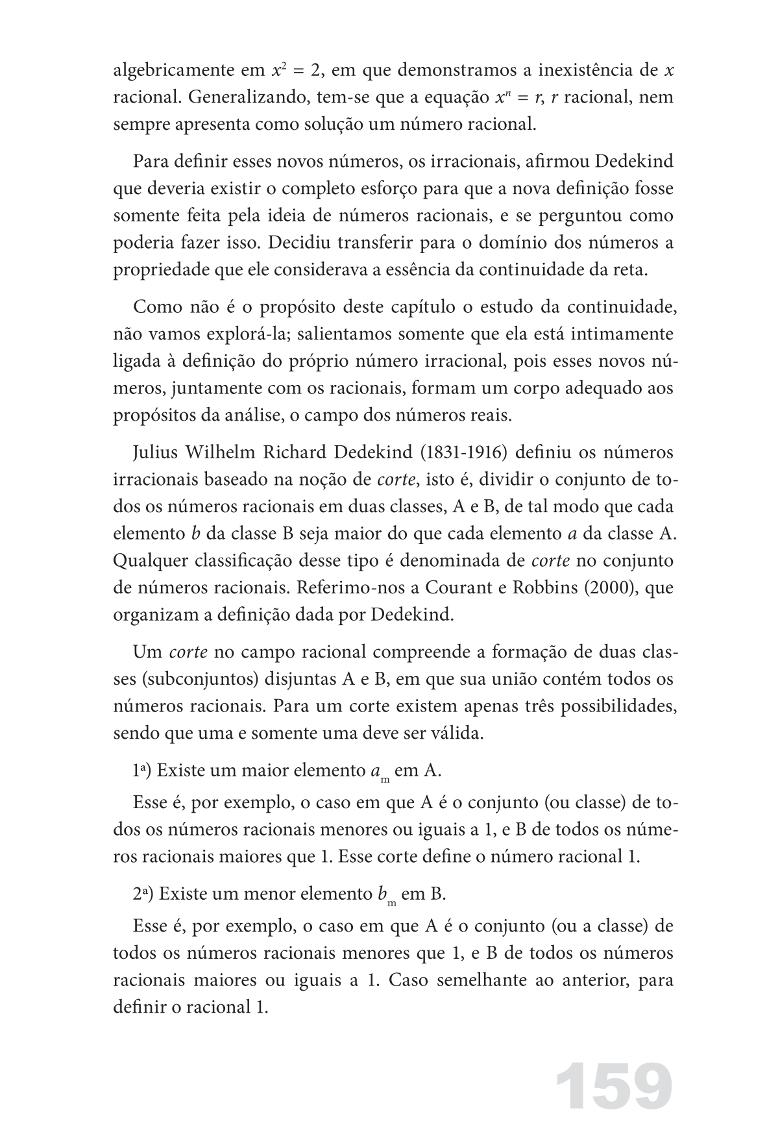 algebricamente em x² = 2, em que demonstramos a inexistência de x
racional. Generalizando, tem-se que a equação xⁿ = r, r racional, nem
sempre apresenta como solução um número racional.
Para definir esses novos números, os irracionais, afirmou Dedekind
que deveria existir o completo esforço para que a nova definição fosse
somente feita pela ideia de números racionais, e se perguntou como
poderia fazer isso. Decidiu transferir para o domínio dos números a
propriedade que ele considerava a essência da continuidade da reta.
Como não é o propósito deste capítulo o estudo da continuidade,
não vamos explorá-la; salientamos somente que ela está intimamente
ligada à definição do próprio número irracional, pois esses novos nú-
meros, juntamente com os racionais, formam um corpo adequado aos
propósitos da análise, o campo dos números reais.
Julius Wilhelm Richard Dedekind (1831-1916) definiu os números
irracionais baseado na noção de corte, isto é, dividir o conjunto de to-
dos os números racionais em duas classes, A e B, de tal modo que cada
elemento b da classe B seja maior do que cada elemento a da classe A.
Qualquer classificação desse tipo é denominada de corte no conjunto
de números racionais. Referimo-nos a Courant e Robbins (2000), que
organizam a definição dada por Dedekind.
Um corte no campo racional compreende a formação de duas clas-
ses (subconjuntos) disjuntas A e B, em que sua união contém todos os
números racionais. Para um corte existem apenas três possibilidades,
sendo que uma e somente uma deve ser válida.
1ª) Existe um maior elemento aₘ em A.
Esse é, por exemplo, o caso em que A é o conjunto (ou classe) de to-
dos os números racionais menores ou iguais a 1, e B de todos os núme-
ros racionais maiores que 1. Esse corte define o número racional 1.
2ª) Existe um menor elemento bₘ em B.
Esse é, por exemplo, o caso em que A é o conjunto (ou a classe) de
todos os números racionais menores que 1, e B de todos os números
racionais maiores ou iguais a 1. Caso semelhante ao anterior, para
definir o racional 1.
159